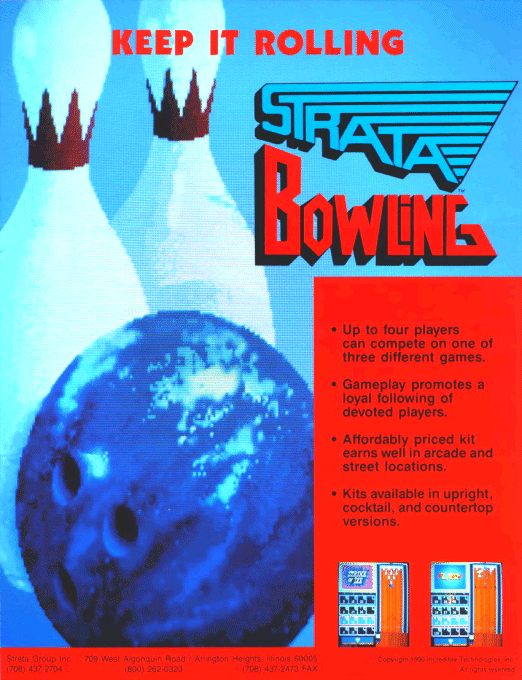 KEEP IT ROLLING
STRATA
BOWLING
TM
• Up to four players
can compete on one of
three different games.
• Gameplay promotes a
loyal following of
devoted players.
• Affordably priced kit
earns well in arcade and
street locations.
• Kits available in upright,
cocktail, and countertop
versions.
Strata Group Inc. 709 West Algonquin Road / Arlington Heights, Illinois 60005
(708) 437-2704 (800) 262-0323 (708) 437-2473 FAX
Copyright 1990 Incredible Technologies, Inc.
All rights reserved